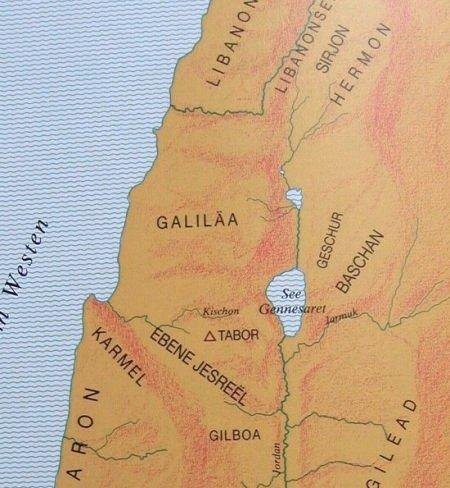 LIBANON
LIBANONSE
SIRJON
HERMON
GALILÄA
GESCHUR
BASCHAN
m Westen
See
Gennesaret
Kischon
Jarmuk
TABOR
KARMEL
EBENE JESREËL
GILBOA
Jordan
ARON
GILEAD